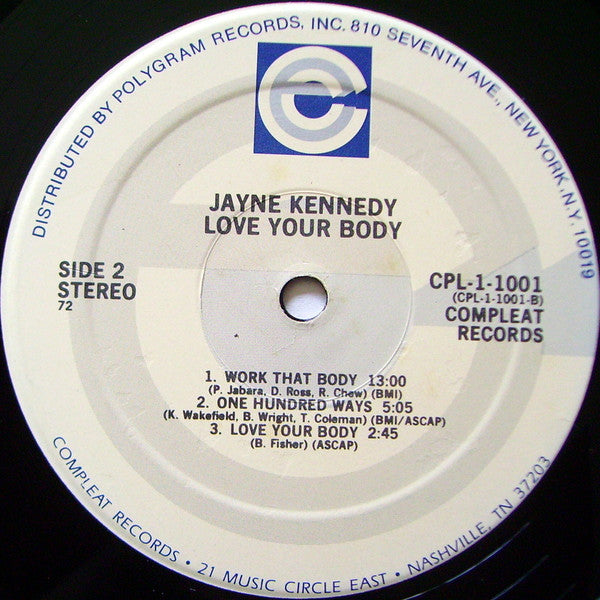 DISTRIBUTED BY POLYGRAM RECORDS, INC. 810 SEVENTH AVE., NEW YORK, N.Y. 10019
JAYNE KENNEDY
LOVE YOUR BODY
SIDE 2
STEREO
72
CPL-1-1001
(CPL-1-1001-B)
COMPLEAT
RECORDS
1. WORK THAT BODY 13:00
(P. Jabara, D. Ross, R. Chew) (BMI)
2. ONE HUNDRED WAYS 5:05
(K. Wakefield, B. Wright, T. Coleman) (BMI/ASCAP)
3. LOVE YOUR BODY 2:45
(B. Fisher) (ASCAP)
COMPLEAT RECORDS • 21 MUSIC CIRCLE EAST • NASHVILLE, TN 37203